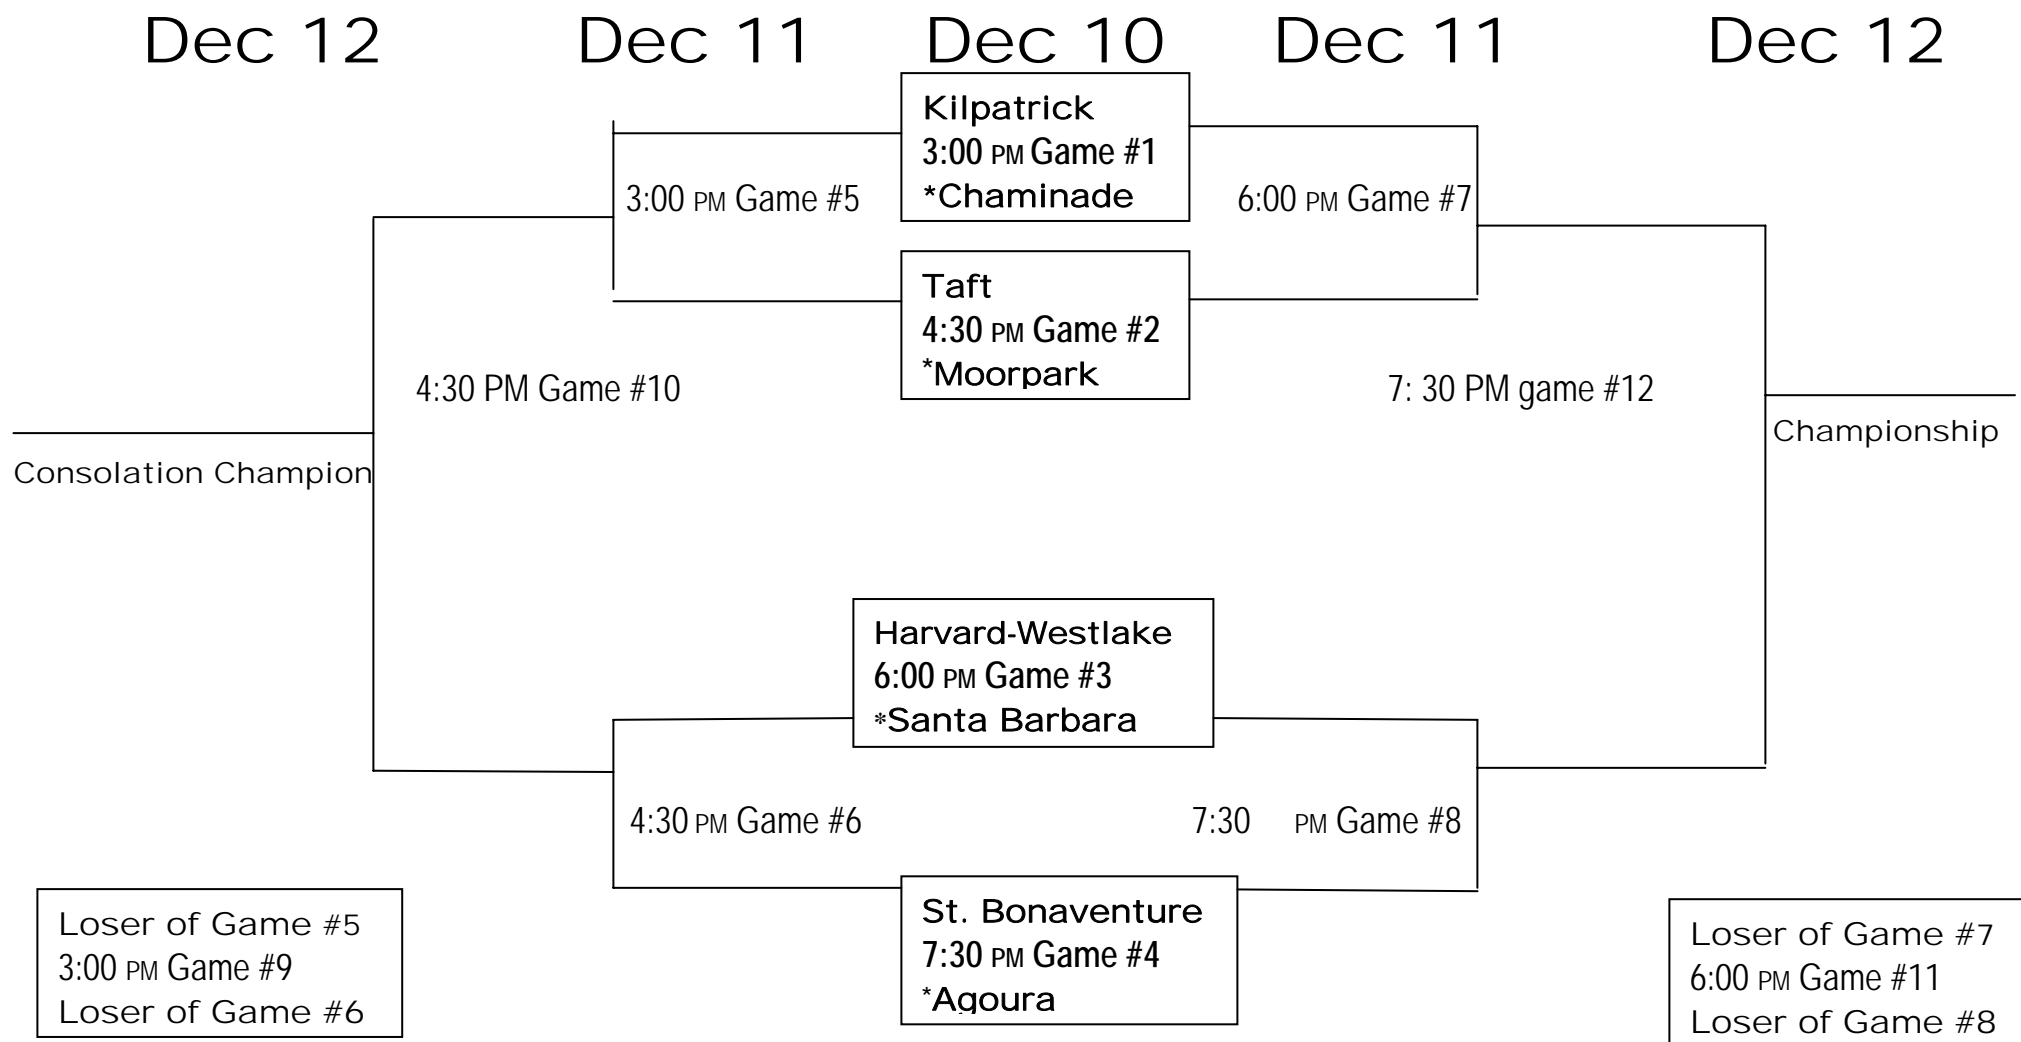 Dec 12 Dec 11 Dec 10 Dec 11 Dec 12
Kilpatrick
3:00 PM Game #1
*Chaminade
3:00 PM Game #5
6:00 PM Game #7
Taft
4:30 PM Game #2
*Moorpark
4:30 PM Game #10
7: 30 PM game #12
Championship
Consolation Champion
Harvard-Westlake
6:00 PM Game #3
*Santa Barbara
4:30 PM Game #6
7:30 PM Game #8
St. Bonaventure
7:30 PM Game #4
*Agoura
Loser of Game #5
3:00 PM Game #9
Loser of Game #6
Loser of Game #7
6:00 PM Game #11
Loser of Game #8